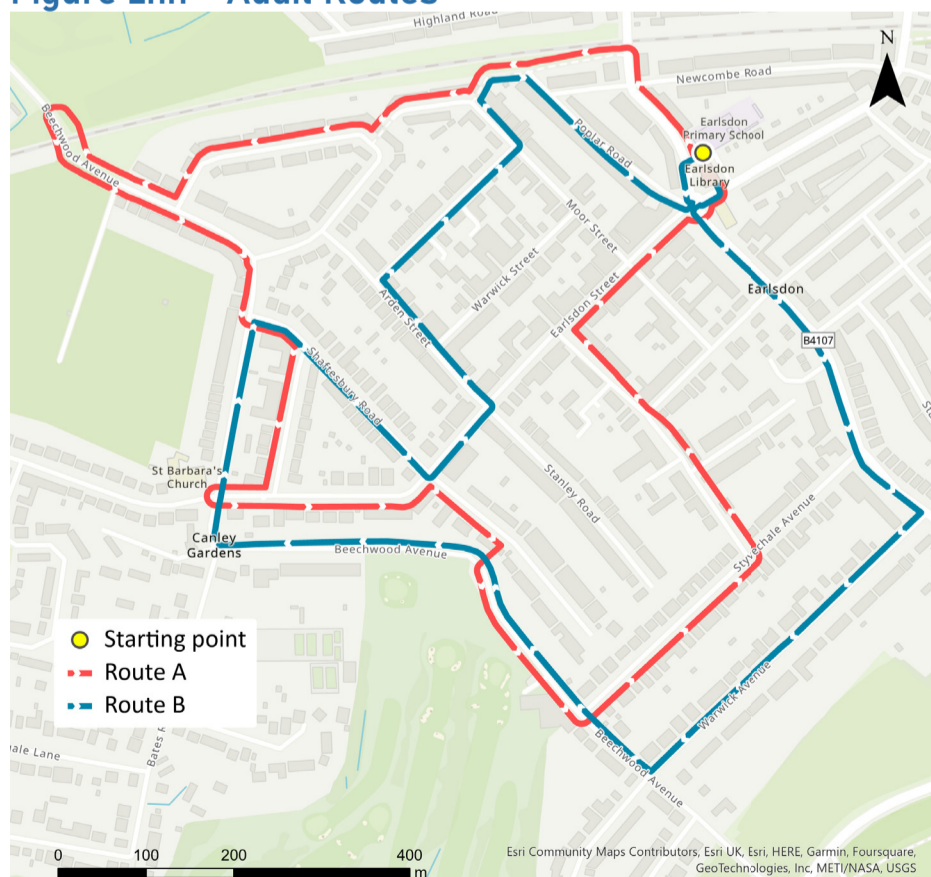 Highland Road
N
Newcombe Road
Earlsdon
Primary School
Poplar Road
Earlsdon
Library
Beechwood Avenue
Moor Street
Warwick Street
Earlsdon
Arden Street
Earlsdon Street
B4107
Shaftesbury Road
St Barbara's
Church
Stanley Road
Styvechale Avenue
Canley
Gardens
Beechwood Avenue
Starting point
Route A
Route B
Warwick Avenue
Beechwood Avenue
Lane
Bates
0 100 200 400
m
Esri Community Maps Contributors, Esri UK, Esri, HERE, Garmin, Foursquare,
GeoTechnologies, Inc, METI/NASA, USGS